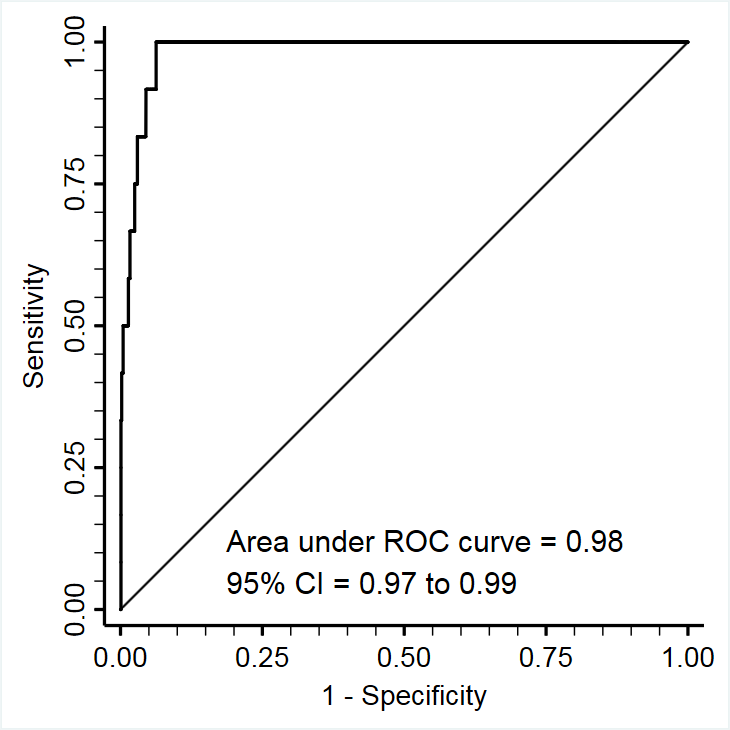 1.00
0.75
0.50
0.25
0.00
Sensitivity
Area under ROC curve = 0.98
95% CI = 0.97 to 0.99
0.00 0.25 0.50 0.75 1.00
1 - Specificity